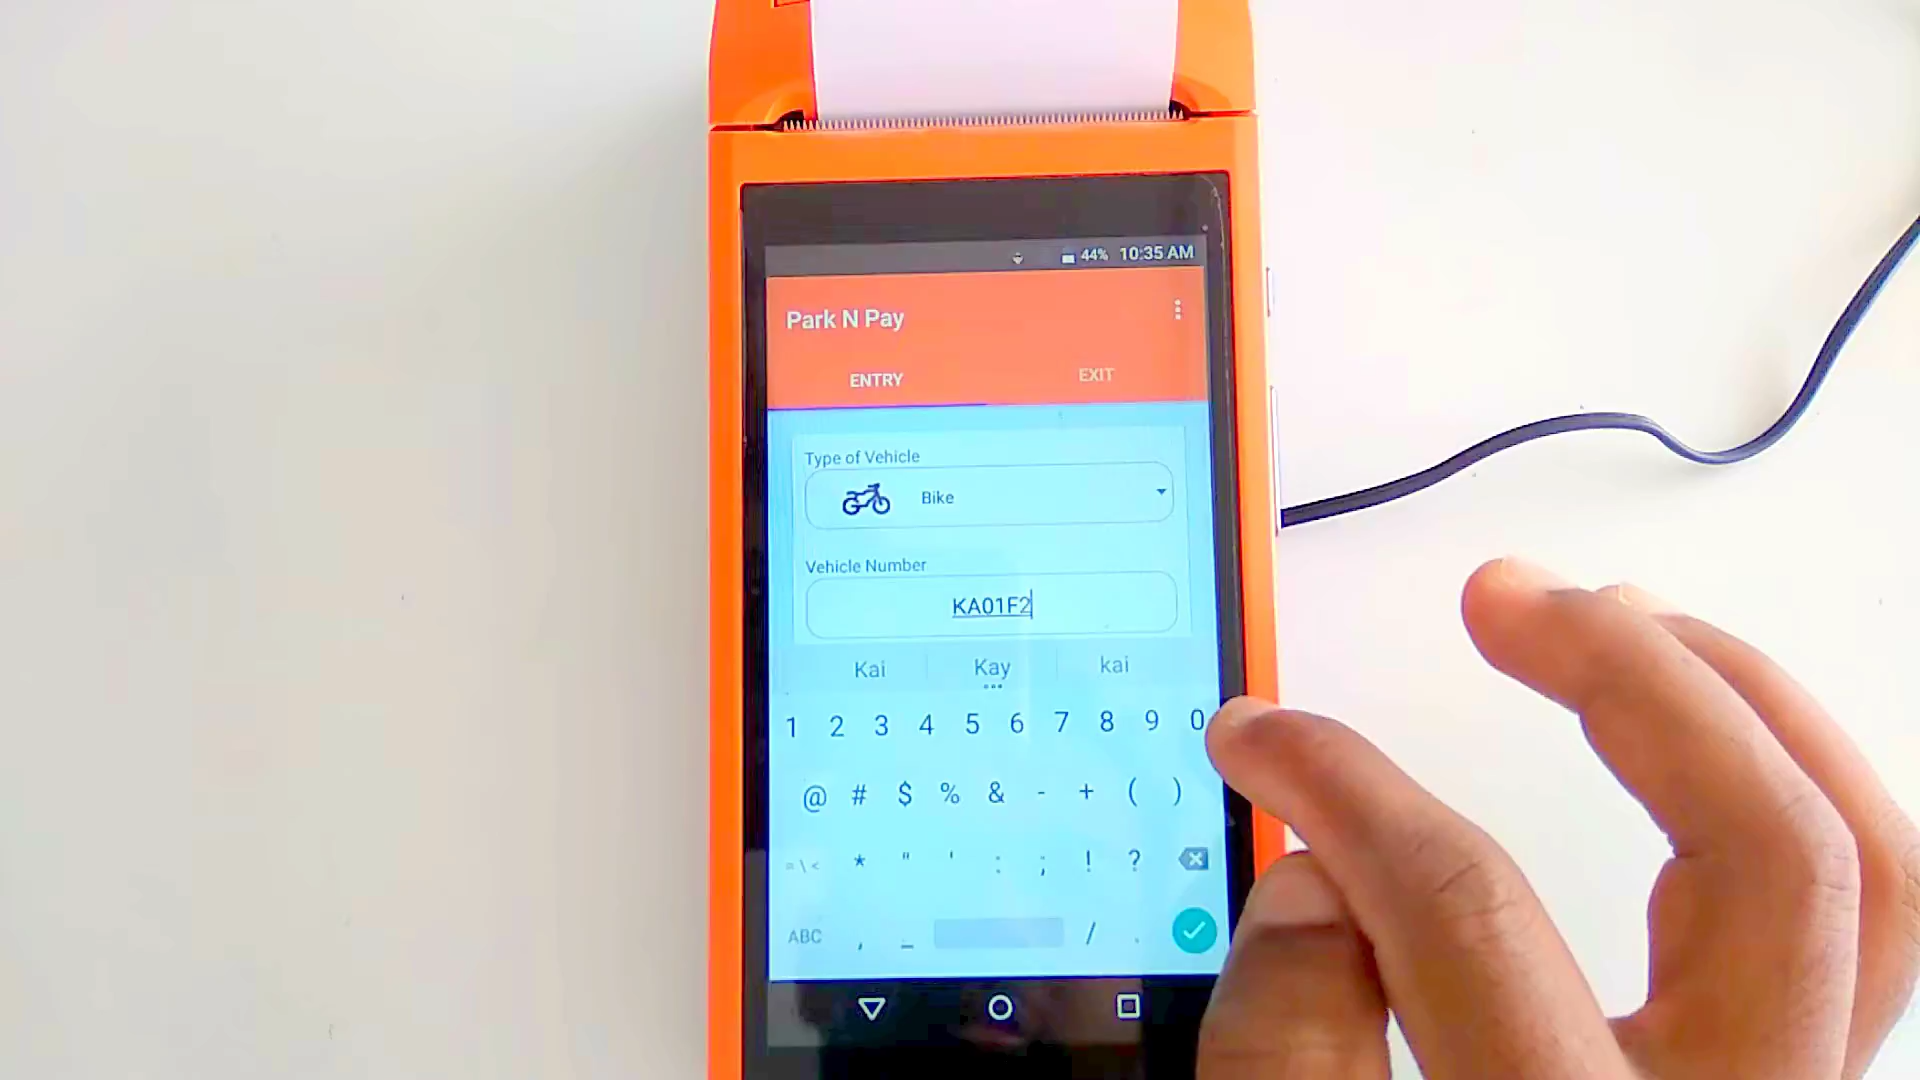 44% 10:35 AM
Park N Pay
ENTRY EXIT
Type of Vehicle
Bike
Vehicle Number
KA01F2
Kai Kay kai
1 2 3 4 5 6 7 8 9 0
@ # $ % & - + ( )
= \ < * " ' : ; ! ?
ABC , _ / .